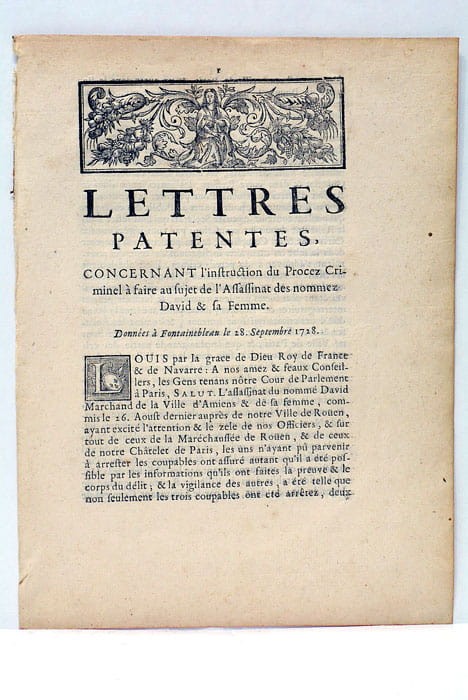 1
LETTRES
PATENTES,
CONCERNANT l'instruction du Procez Cri-
minel à faire au sujet de l'Assassinat des nommez
David & sa Femme.
Données à Fontainebleau le 28. Septembre 1728.
LOUIS par la grace de Dieu Roy de France
& de Navarre: A nos amez & feaux Conseil-
lers, les Gens tenans nôtre Cour de Parlement
à Paris, SALUT. L'assassinat du nommé David
Marchand de la Ville d'Amiens & de sa femme, com-
mis le 26. Aoust dernier auprés de notre Ville de Roüen,
ayant excité l'attention & le zele de nos Officiers, & sur
tout de ceux de la Maréchaussée de Roüen, & de ceux
de notre Châtelet de Paris, les uns n'ayant pû parvenir
à arrester les coupables ont assuré autant qu'il a été pos-
sible par les informations qu'ils ont faites la preuve & le
corps du délit; & la vigilance des autres, a été telle que
non seulement les trois coupables ont été arrêtez, deux